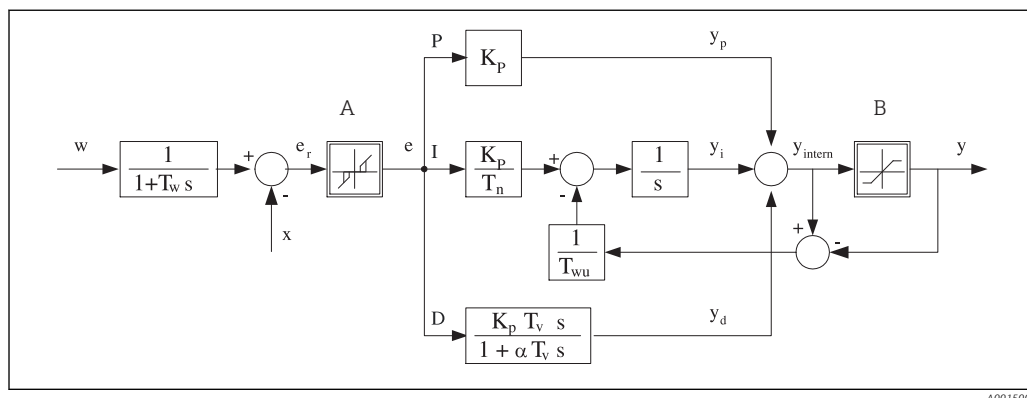 P
y_p
K_P
A
B
w
1
1+T_w s
+
-
x
e_r
e
I
K_P
T_n
+
-
1
s
y_i
y_intern
y
+
-
1
T_wu
D
K_p T_v s
1 + α T_v s
y_d